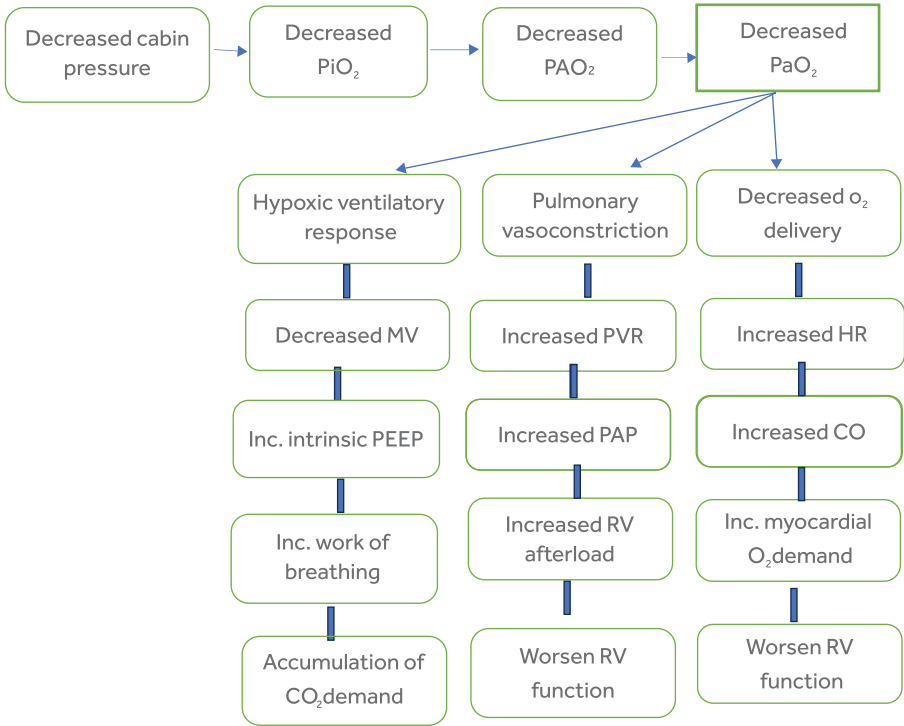 Decreased cabin
pressure
Decreased
PiO₂
Decreased
PAO₂
Decreased
PaO₂
Hypoxic ventilatory
response
Pulmonary
vasoconstriction
Decreased o₂
delivery
Decreased MV
Increased PVR
Increased HR
Inc. intrinsic PEEP
Increased PAP
Increased CO
Inc. work of
breathing
Increased RV
afterload
Inc. myocardial
O₂demand
Accumulation of
CO₂demand
Worsen RV
function
Worsen RV
function